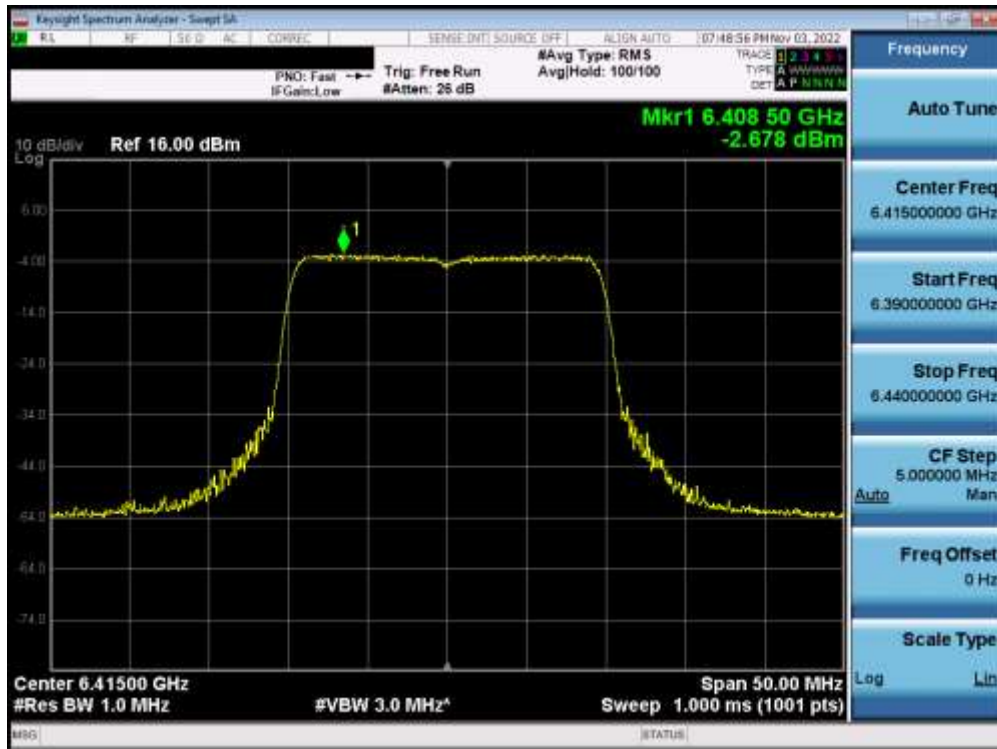 Keysight Spectrum Analyzer - Swept SA
RL RF 50 Ω AC CORREC SENSE:INT SOURCE OFF ALIGN AUTO 07:48:56 PM Nov 03, 2022
PNO: Fast
IFGain:Low
Trig: Free Run
#Atten: 26 dB
#Avg Type: RMS
Avg|Hold: 100/100
TRACE 1 2 3 4 5 6
TYPE A WWWWW
DET A P N N N N
Mkr1 6.408 50 GHz
-2.678 dBm
10 dB/div Ref 16.00 dBm
Log
1
6.00
-4.00
-14.0
-24.0
-34.0
-44.0
-54.0
-64.0
-74.0
Center 6.41500 GHz
Span 50.00 MHz
#Res BW 1.0 MHz
#VBW 3.0 MHz*
Sweep 1.000 ms (1001 pts)
MSG
STATUS
Frequency
Auto Tune
Center Freq
6.415000000 GHz
Start Freq
6.390000000 GHz
Stop Freq
6.440000000 GHz
CF Step
5.000000 MHz
Auto Man
Freq Offset
0 Hz
Scale Type
Log Lin